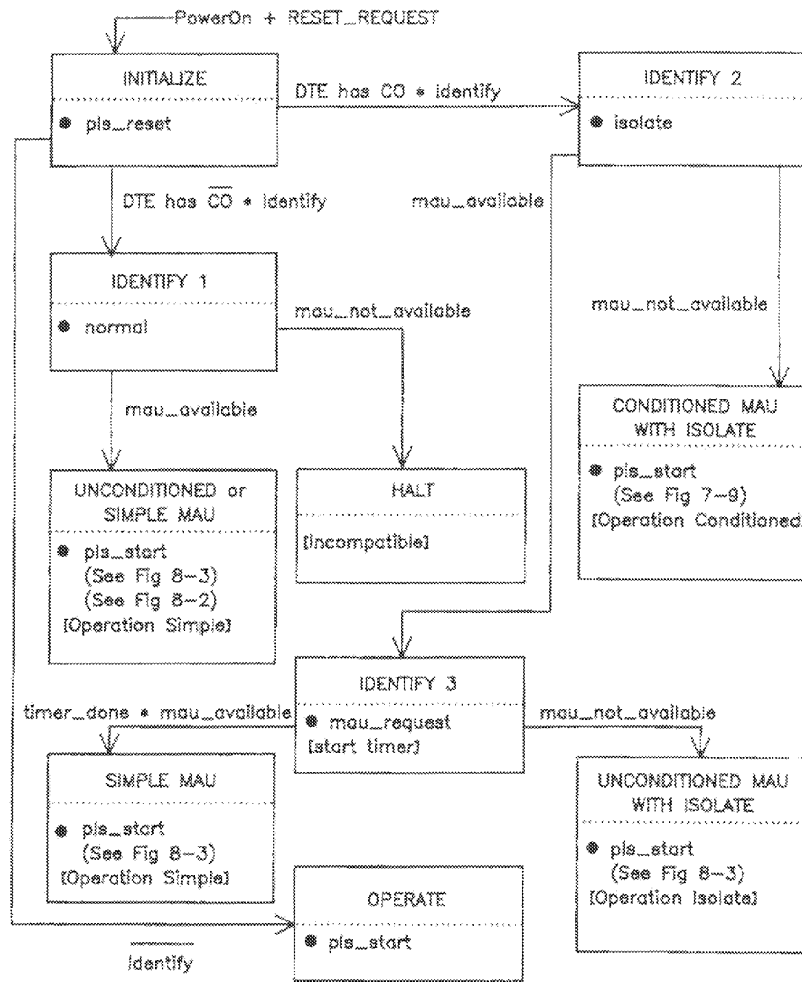 PowerOn + RESET_REQUEST
INITIALIZE
● pls_reset
DTE has CO * identify
IDENTIFY 2
● isolate
DTE has C̅O̅ * identify
mau_available
mau_not_available
IDENTIFY 1
● normal
mau_not_available
mau_available
CONDITIONED MAU
WITH ISOLATE
● pls_start
(See Fig 7-9)
[Operation Conditioned]
UNCONDITIONED or
SIMPLE MAU
● pls_start
(See Fig 8-3)
(See Fig 8-2)
[Operation Simple]
HALT
[incompatible]
IDENTIFY 3
● mau_request
[start timer]
timer_done * mau_available
mau_not_available
SIMPLE MAU
● pls_start
(See Fig 8-3)
[Operation Simple]
UNCONDITIONED MAU
WITH ISOLATE
● pls_start
(See Fig 8-3)
[Operation Isolate]
OPERATE
● pls_start
i̅d̅e̅n̅t̅i̅f̅y̅